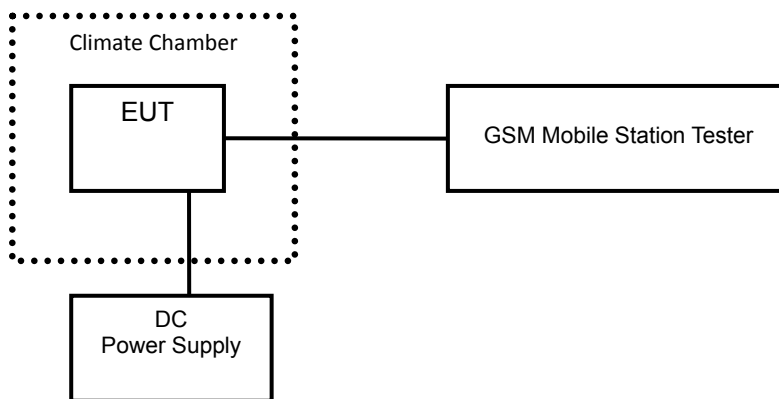 Climate Chamber
EUT
GSM Mobile Station Tester
DC
Power Supply